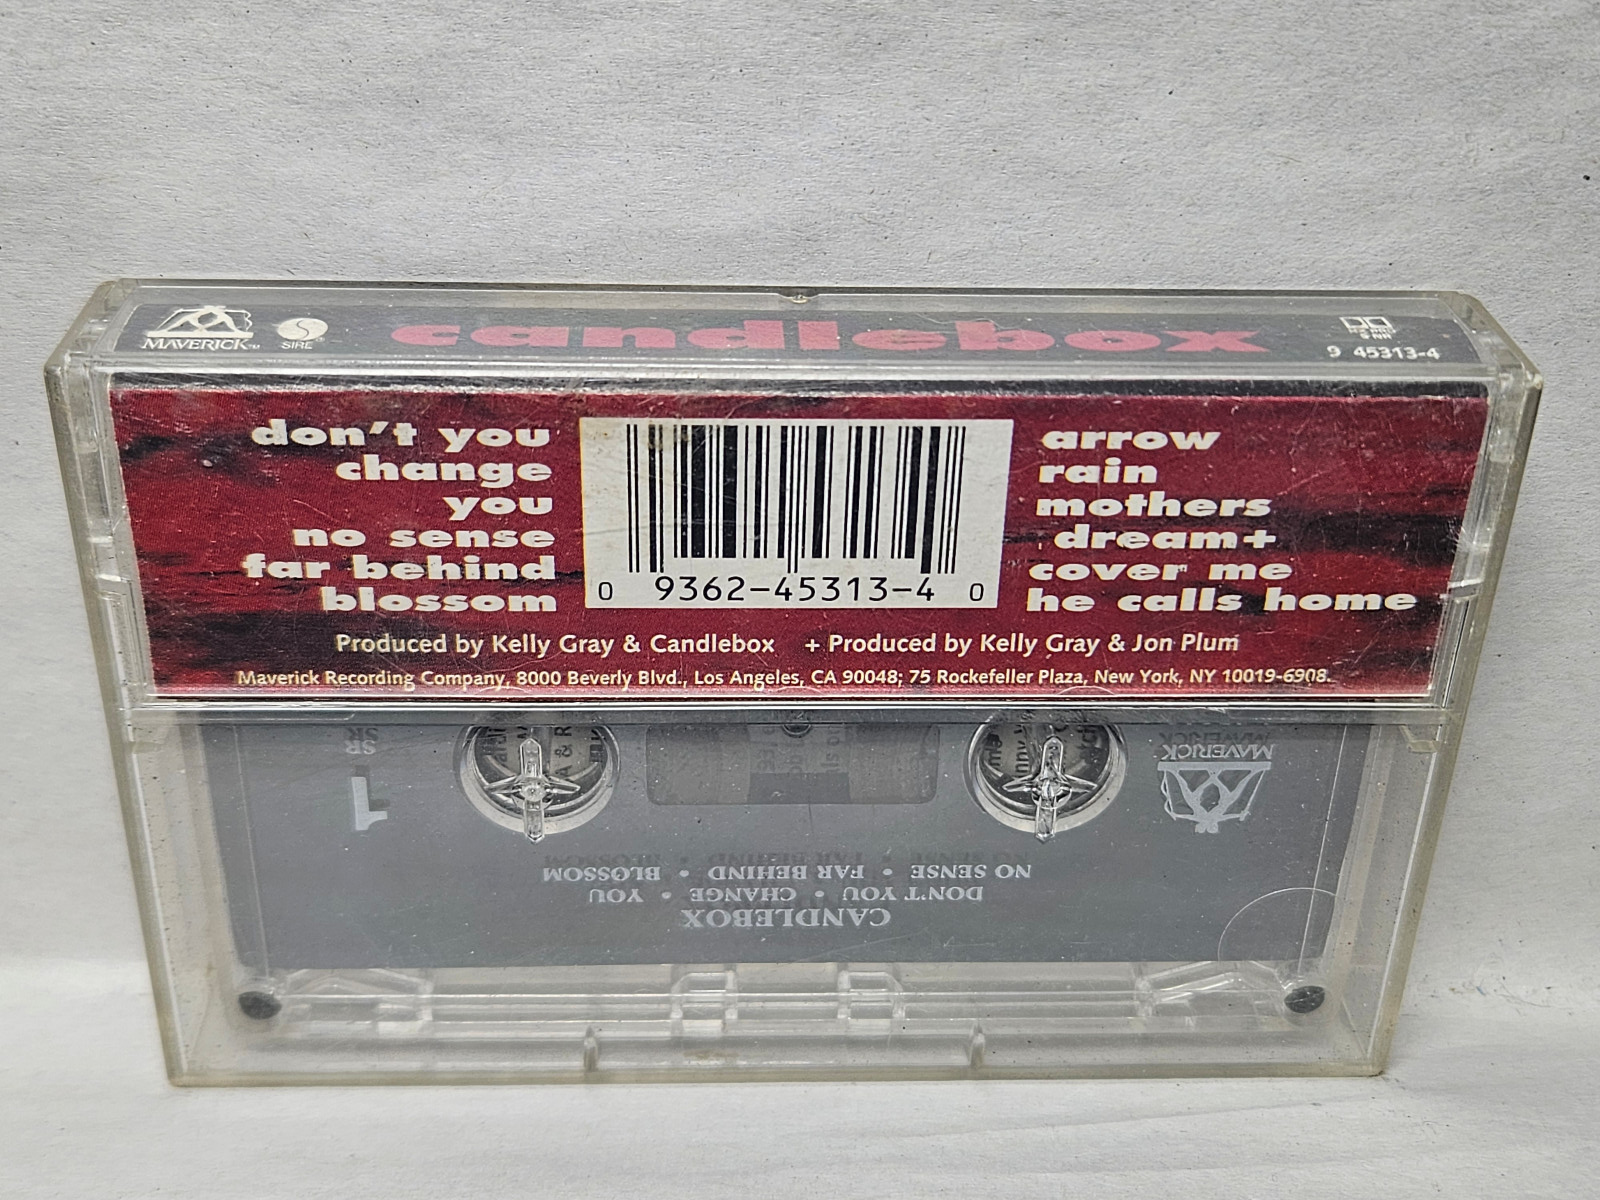 MAVERICK™
SIRE®
candlebox
9 45313-4
don't you
change
you
no sense
far behind
blossom
0 9362-45313-4 0
arrow
rain
mothers
dream+
cover me
he calls home
Produced by Kelly Gray & Candlebox + Produced by Kelly Gray & Jon Plum
Maverick Recording Company, 8000 Beverly Blvd., Los Angeles, CA 90048; 75 Rockefeller Plaza, New York, NY 10019-6908.
CANDLEBOX
DON'T YOU • CHANGE • YOU
NO SENSE • FAR BEHIND • BLOSSOM
1
SR
MAVERICK